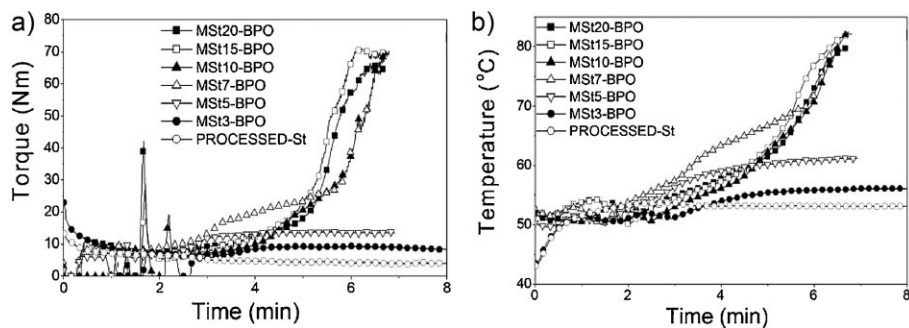 a)
80
70
60
50
40
30
20
10
0
Torque (Nm)
MSt20-BPO
MSt15-BPO
MSt10-BPO
MSt7-BPO
MSt5-BPO
MSt3-BPO
PROCESSED-St
0 2 4 6 8
Time (min)
b)
90
80
70
60
50
40
Temperature (°C)
MSt20-BPO
MSt15-BPO
MSt10-BPO
MSt7-BPO
MSt5-BPO
MSt3-BPO
PROCESSED-St
0 2 4 6 8
Time (min)